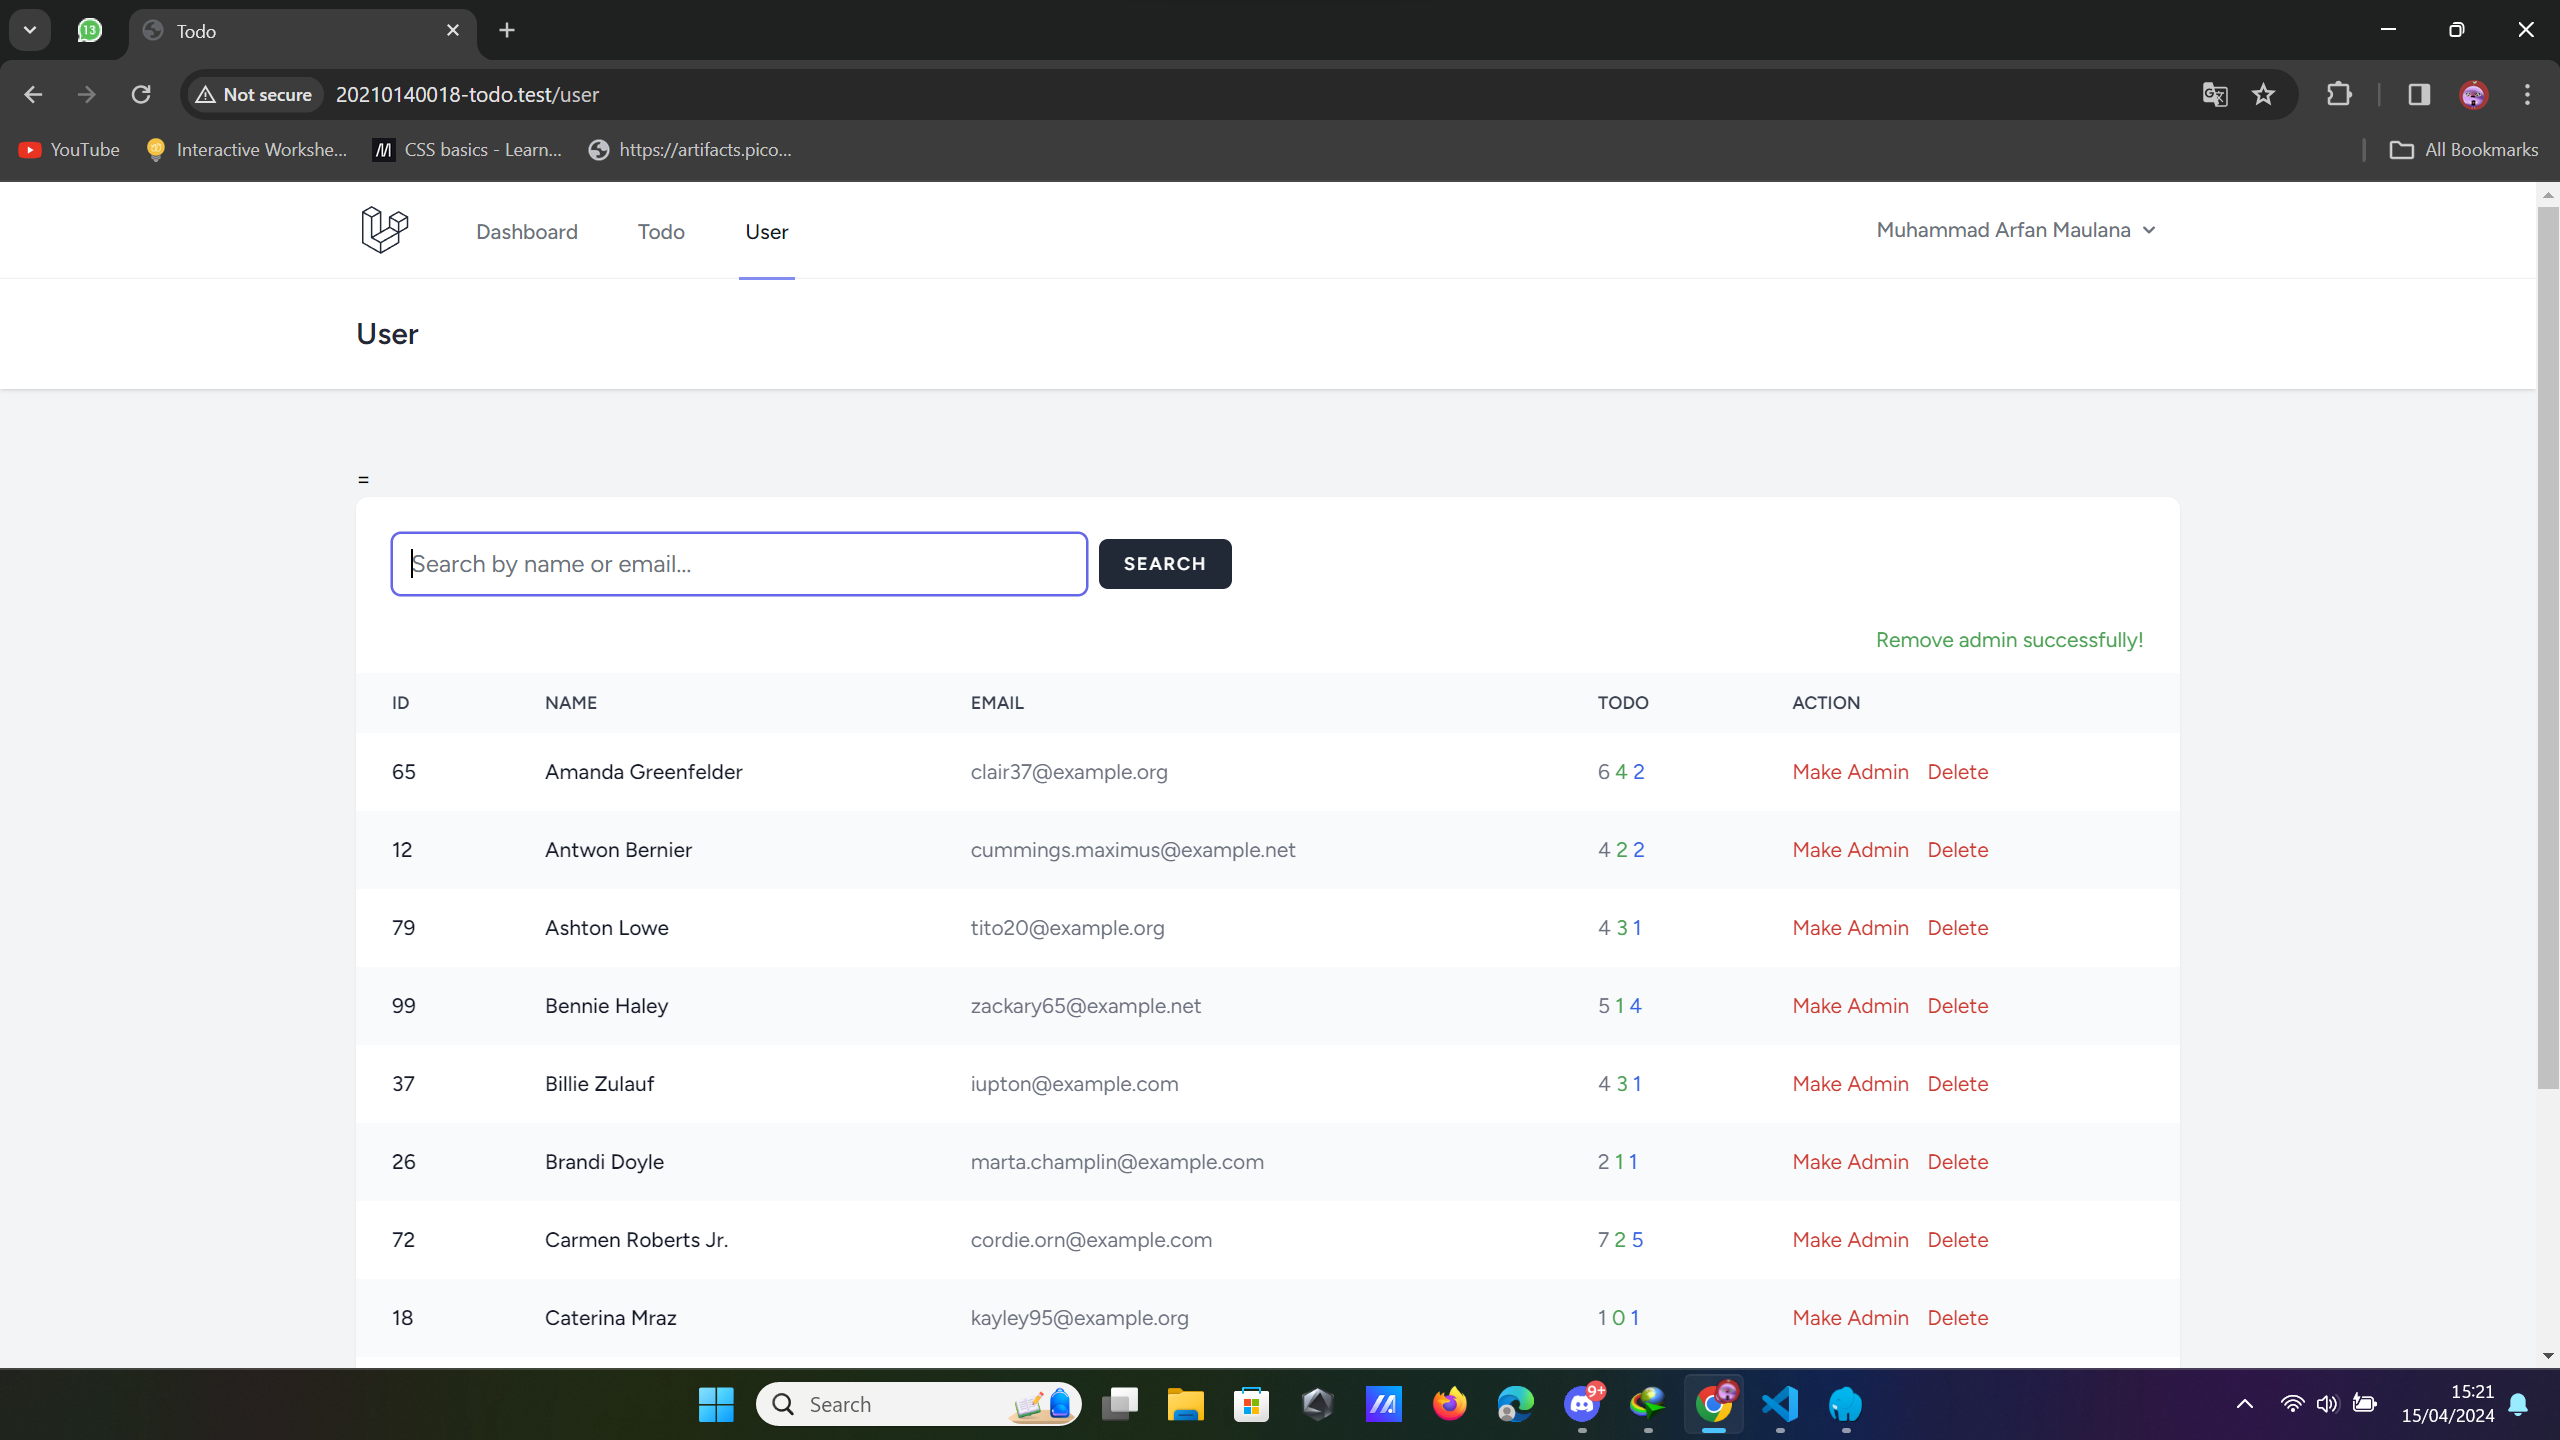 13
Todo
Not secure
20210140018-todo.test/user
YouTube
Interactive Workshe...
CSS basics - Learn...
https://artifacts.pico...
All Bookmarks
Dashboard
Todo
User
Muhammad Arfan Maulana
User
=
Search by name or email...
SEARCH
Remove admin successfully!
ID NAME EMAIL TODO ACTION
65 Amanda Greenfelder clair37@example.org 6 4 2 Make Admin Delete
12 Antwon Bernier cummings.maximus@example.net 4 2 2 Make Admin Delete
79 Ashton Lowe tito20@example.org 4 3 1 Make Admin Delete
99 Bennie Haley zackary65@example.net 5 1 4 Make Admin Delete
37 Billie Zulauf iupton@example.com 4 3 1 Make Admin Delete
26 Brandi Doyle marta.champlin@example.com 2 1 1 Make Admin Delete
72 Carmen Roberts Jr. cordie.orn@example.com 7 2 5 Make Admin Delete
18 Caterina Mraz kayley95@example.org 1 0 1 Make Admin Delete
Search
9+
15:21
15/04/2024